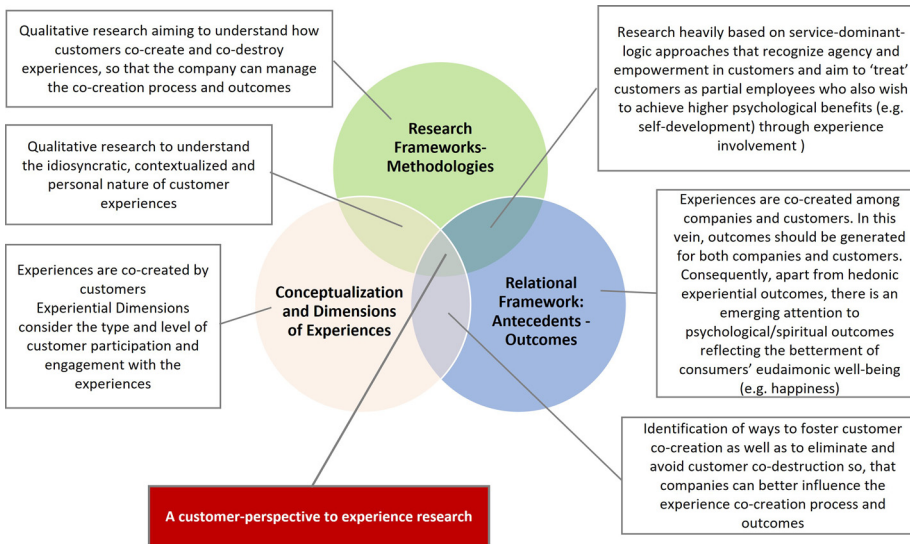 Qualitative research aiming to understand how
customers co-create and co-destroy
experiences, so that the company can manage
the co-creation process and outcomes
Qualitative research to understand
the idiosyncratic, contextualized and
personal nature of customer
experiences
Experiences are co-created by
customers
Experiential Dimensions
consider the type and level of
customer participation and
engagement with the
experiences
Research
Frameworks-
Methodologies
Conceptualization
and Dimensions
of Experiences
Relational
Framework:
Antecedents -
Outcomes
Research heavily based on service-dominant-
logic approaches that recognize agency and
empowerment in customers and aim to ‘treat’
customers as partial employees who also wish
to achieve higher psychological benefits (e.g.
self-development) through experience
involvement )
Experiences are co-created among
companies and customers. In this
vein, outcomes should be generated
for both companies and customers.
Consequently, apart from hedonic
experiential outcomes, there is an
emerging attention to
psychological/spiritual outcomes
reflecting the betterment of
consumers’ eudaimonic well-being
(e.g. happiness)
Identification of ways to foster customer
co-creation as well as to eliminate and
avoid customer co-destruction so, that
companies can better influence the
experience co-creation process and
outcomes
A customer-perspective to experience research